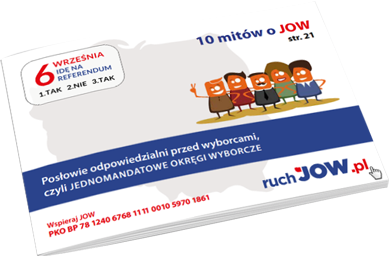 10 mitów o JOW
str. 21
6 WRZEŚNIA
IDĘ NA
REFERENDUM
1.TAK 2.NIE 3.TAK
Posłowie odpowiedzialni przed wyborcami,
czyli JEDNOMANDATOWE OKRĘGI WYBORCZE
ruchJOW.pl
Wspieraj JOW
PKO BP 78 1240 6768 1111 0010 5970 1861